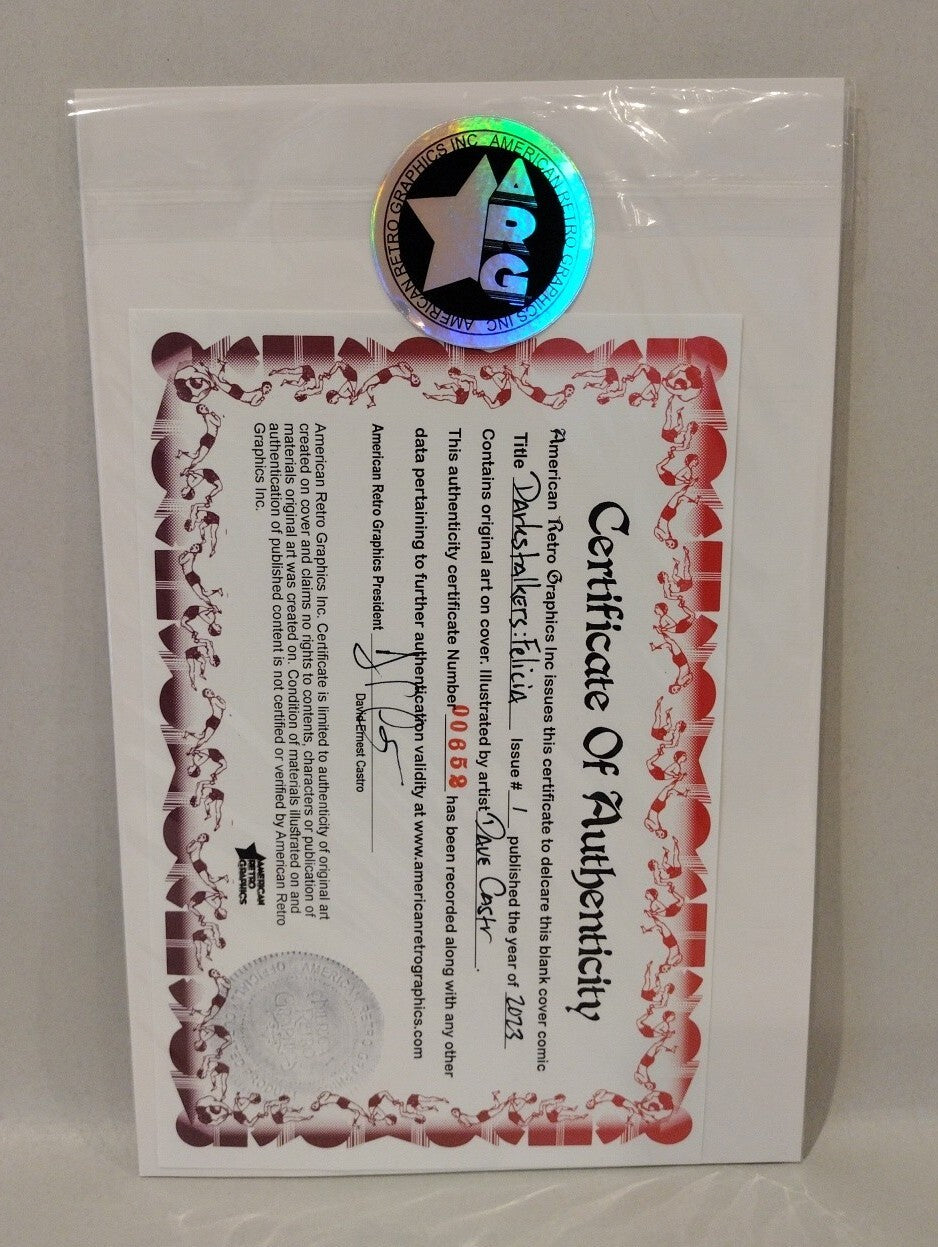 AMERICAN RETRO GRAPHICS INC AMERICAN RETRO GRAPHICS INC
ARG
Certificate Of Authenticity
American Retro Graphics Inc issues this certificate to delcare this blank cover comic
Title Darkstalkers: Felicia Issue # 1 published the year of 2023
Contains original art on cover. Illustrated by artist Dave Castr.
This authenticity certificate Number 00652 has been recorded along with any other
data pertaining to further authentication validity at www.americanretrographics.com
American Retro Graphics President
David Ernest Castro
American Retro Graphics Inc. Certificate is limited to authenticity of original art
created on cover and claims no rights to contents, characters or publication of
materials original art was created on. Condition of materials illustrated on and
authentication of published content is not certified or verified by American Retro
Graphics Inc.
AMERICAN
RETRO
GRAPHICS